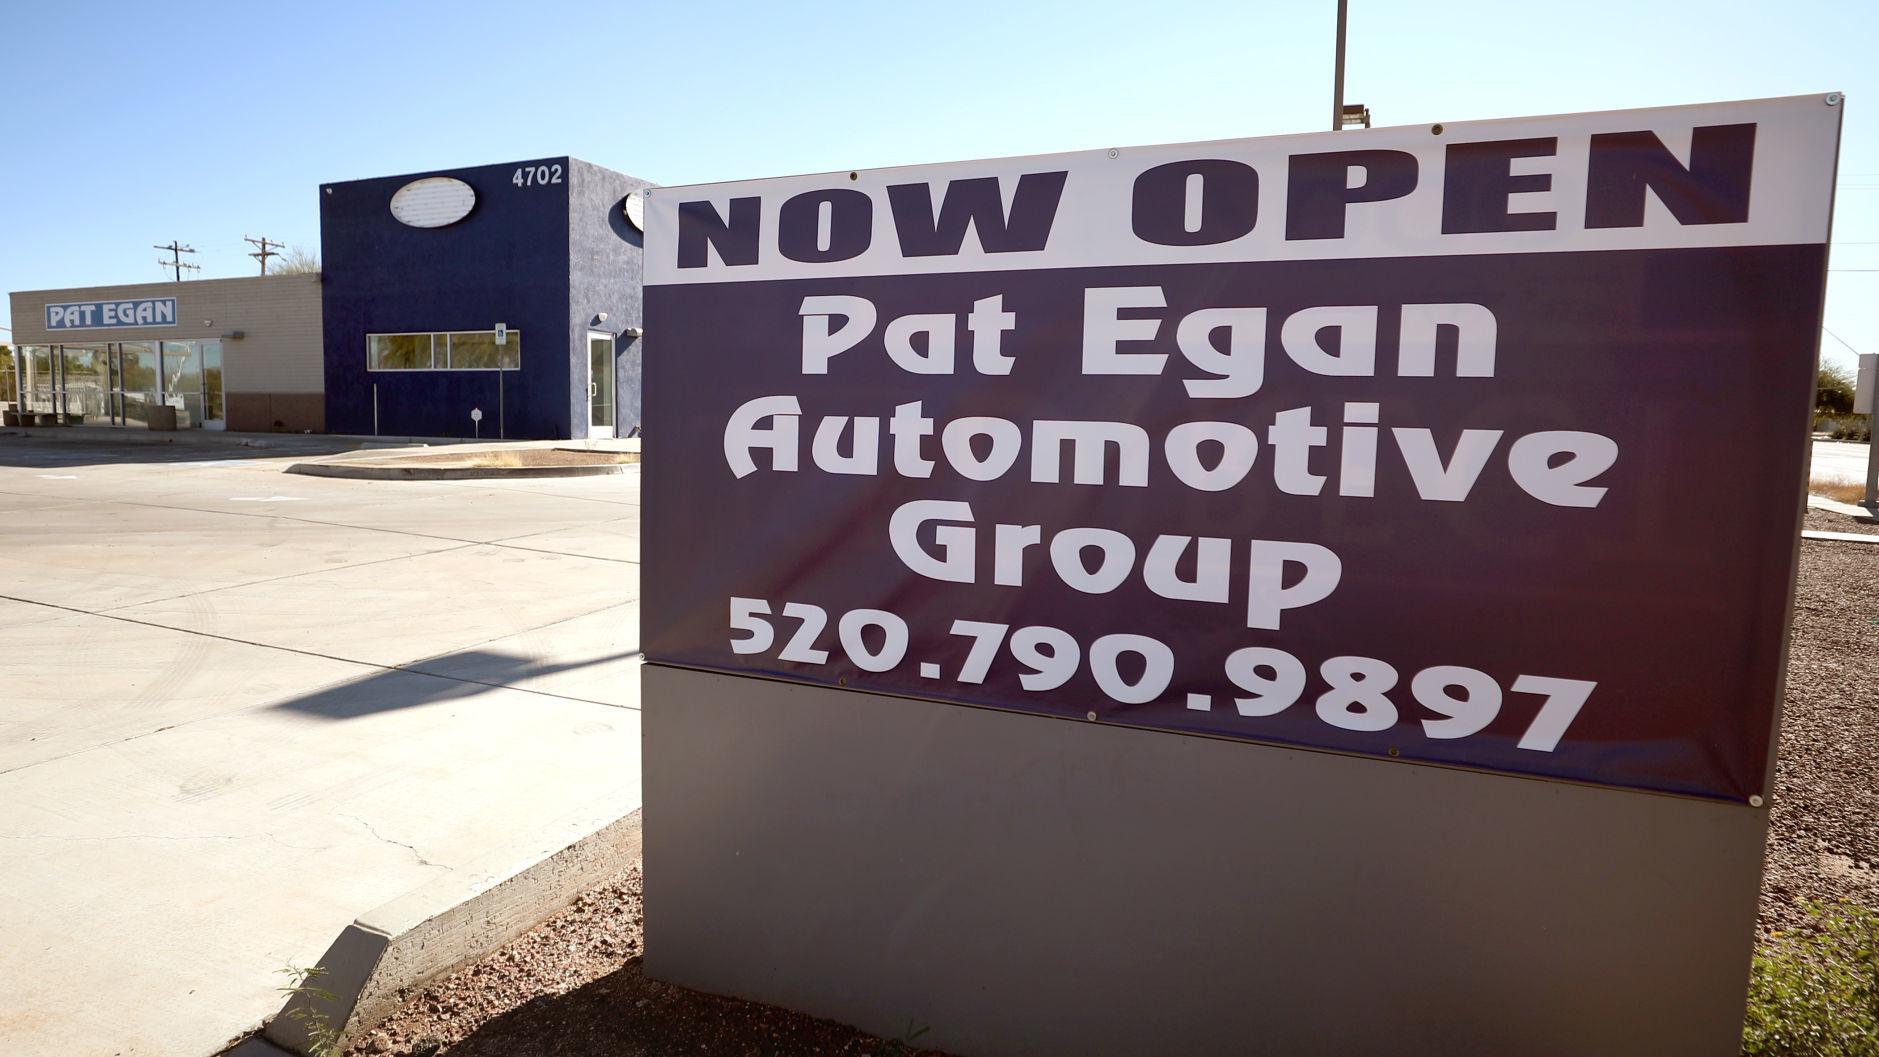 4702
PAT EGAN
NOW OPEN
Pat Egan
Automotive
Group
520.790.9897